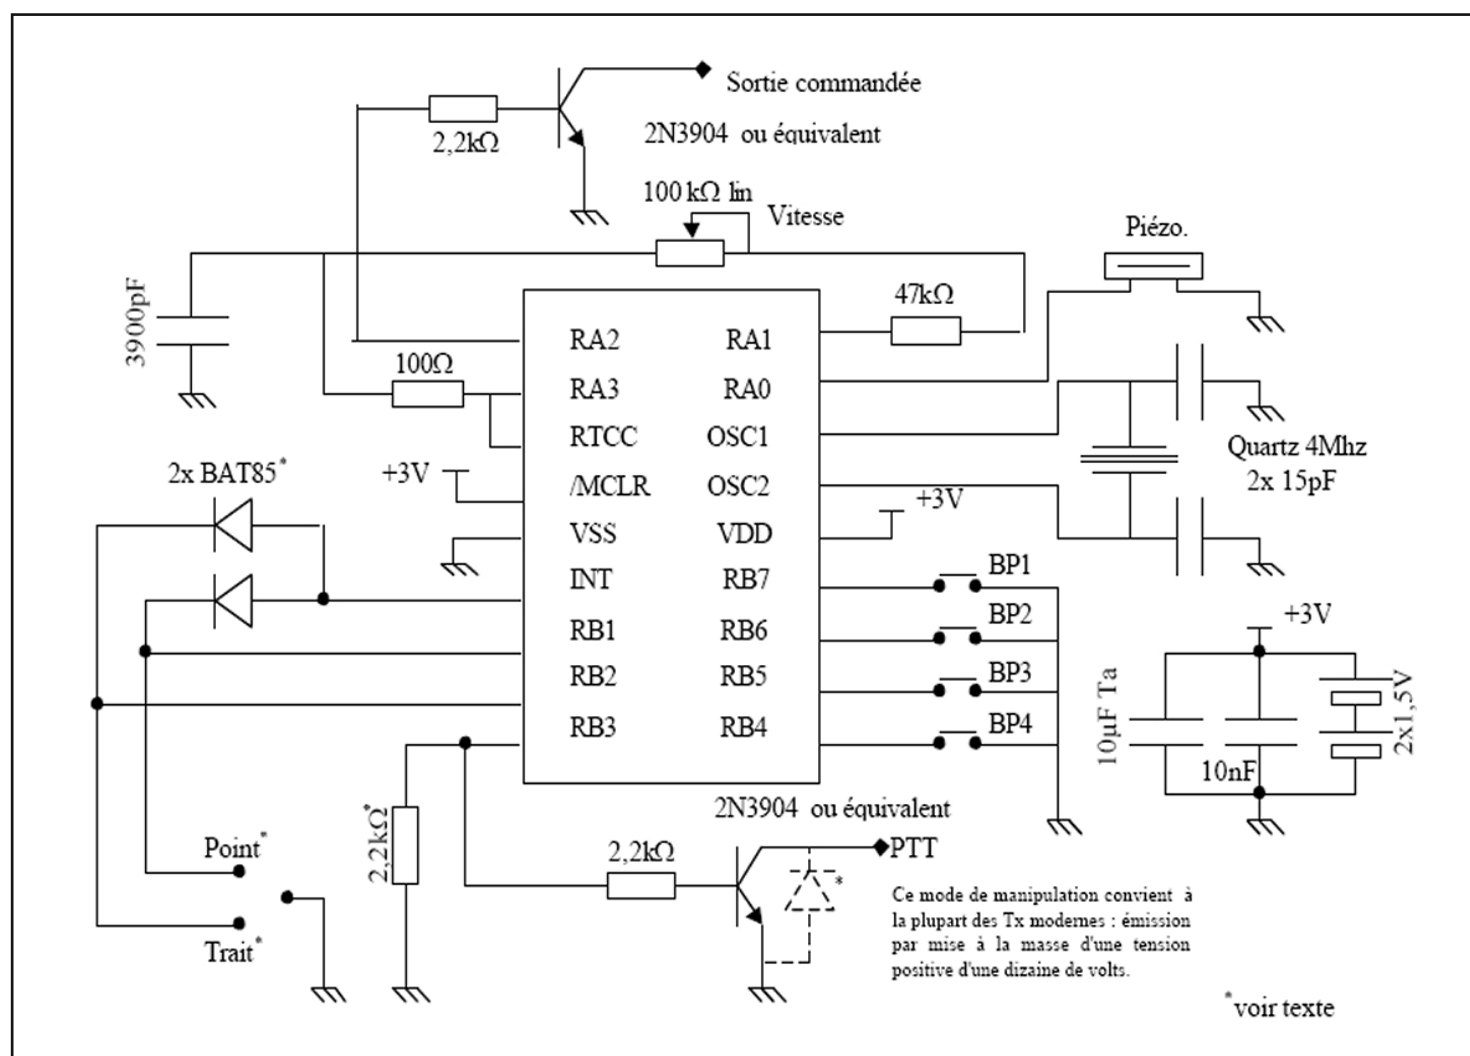 Sortie commandée
2,2kΩ
2N3904 ou équivalent
100 kΩ lin
Vitesse
Piézo.
3900pF
47kΩ
RA2
RA1
100Ω
RA3
RA0
RTCC
OSC1
Quartz 4Mhz
2x 15pF
2x BAT85*
+3V
/MCLR
OSC2
+3V
VSS
VDD
INT
RB7
BP1
RB1
RB6
BP2
+3V
RB2
RB5
BP3
10µF Ta
2x1,5V
RB3
RB4
BP4
10nF
2N3904 ou équivalent
2,2kΩ*
Point*
2,2kΩ
PTT
*
Trait*
Ce mode de manipulation convient à
la plupart des Tx modernes : émission
par mise à la masse d'une tension
positive d'une dizaine de volts.
*voir texte